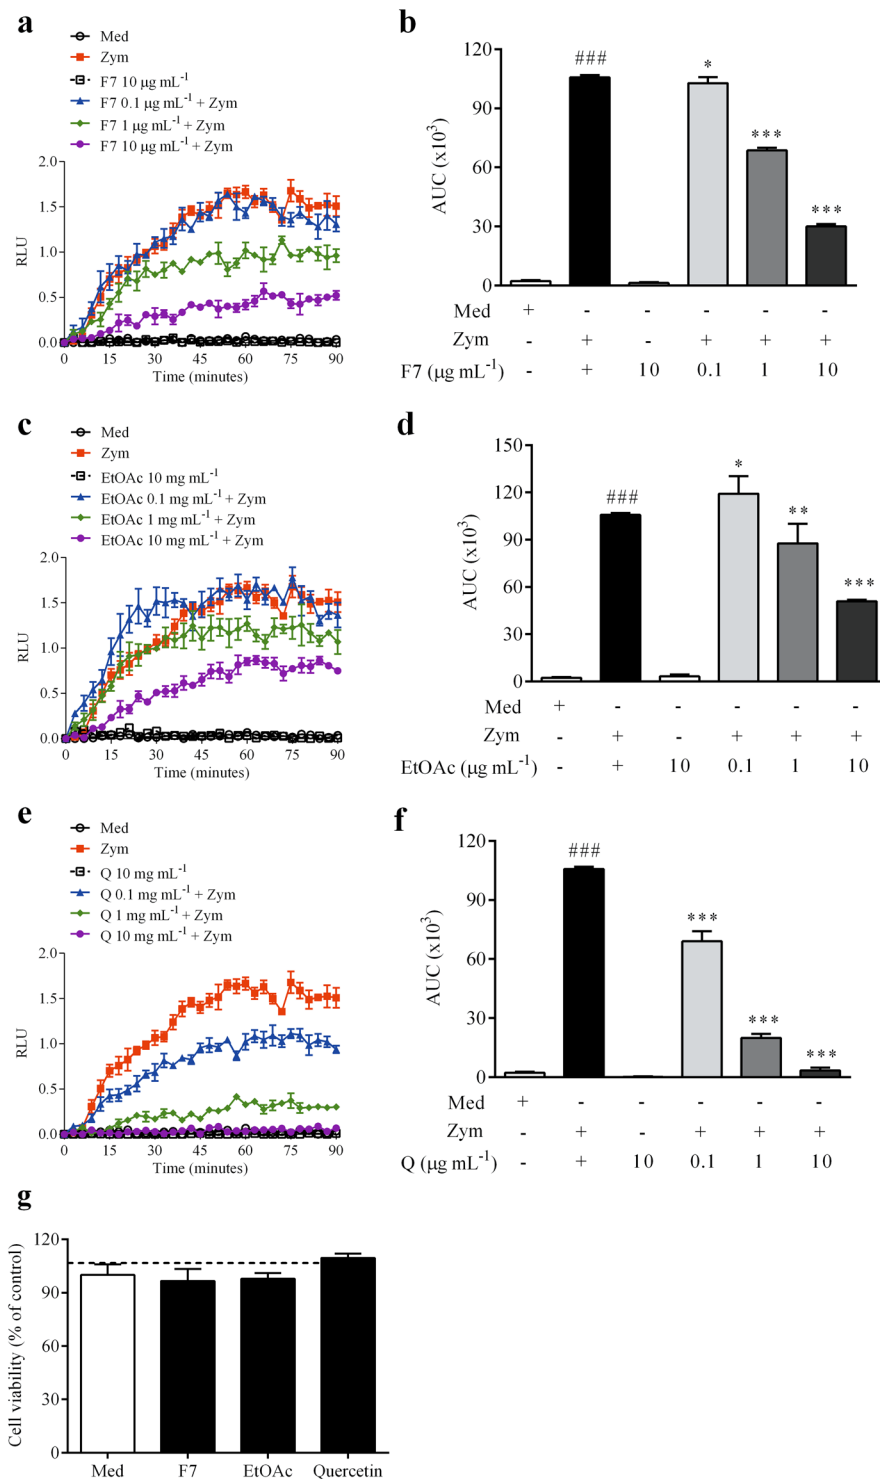 a
Med
Zym
F7 10 µg mL⁻¹
F7 0.1 µg mL⁻¹ + Zym
F7 1 µg mL⁻¹ + Zym
F7 10 µg mL⁻¹ + Zym
2.0
1.5
1.0
0.5
0.0
RLU
0 15 30 45 60 75 90
Time (minutes)
b
120
90
60
30
0
AUC (x10³)
### * *** ***
Med + - - - - -
Zym - + - + + +
F7 (µg mL⁻¹) - + 10 0.1 1 10
c
Med
Zym
EtOAc 10 mg mL⁻¹
EtOAc 0.1 mg mL⁻¹ + Zym
EtOAc 1 mg mL⁻¹ + Zym
EtOAc 10 mg mL⁻¹ + Zym
2.0
1.5
1.0
0.5
0.0
RLU
0 15 30 45 60 75 90
Time (minutes)
d
150
120
90
60
30
0
AUC (x10³)
### * ** ***
Med + - - - - -
Zym - + - + + +
EtOAc (µg mL⁻¹) - + 10 0.1 1 10
e
Med
Zym
Q 10 mg mL⁻¹
Q 0.1 mg mL⁻¹ + Zym
Q 1 mg mL⁻¹ + Zym
Q 10 mg mL⁻¹ + Zym
2.0
1.5
1.0
0.5
0.0
RLU
0 15 30 45 60 75 90
Time (minutes)
f
120
90
60
30
0
AUC (x10³)
### *** *** ***
Med + - - - - -
Zym - + - + + +
Q (µg mL⁻¹) - + 10 0.1 1 10
g
120
90
60
30
0
Cell viability (% of control)
Med F7 EtOAc Quercetin